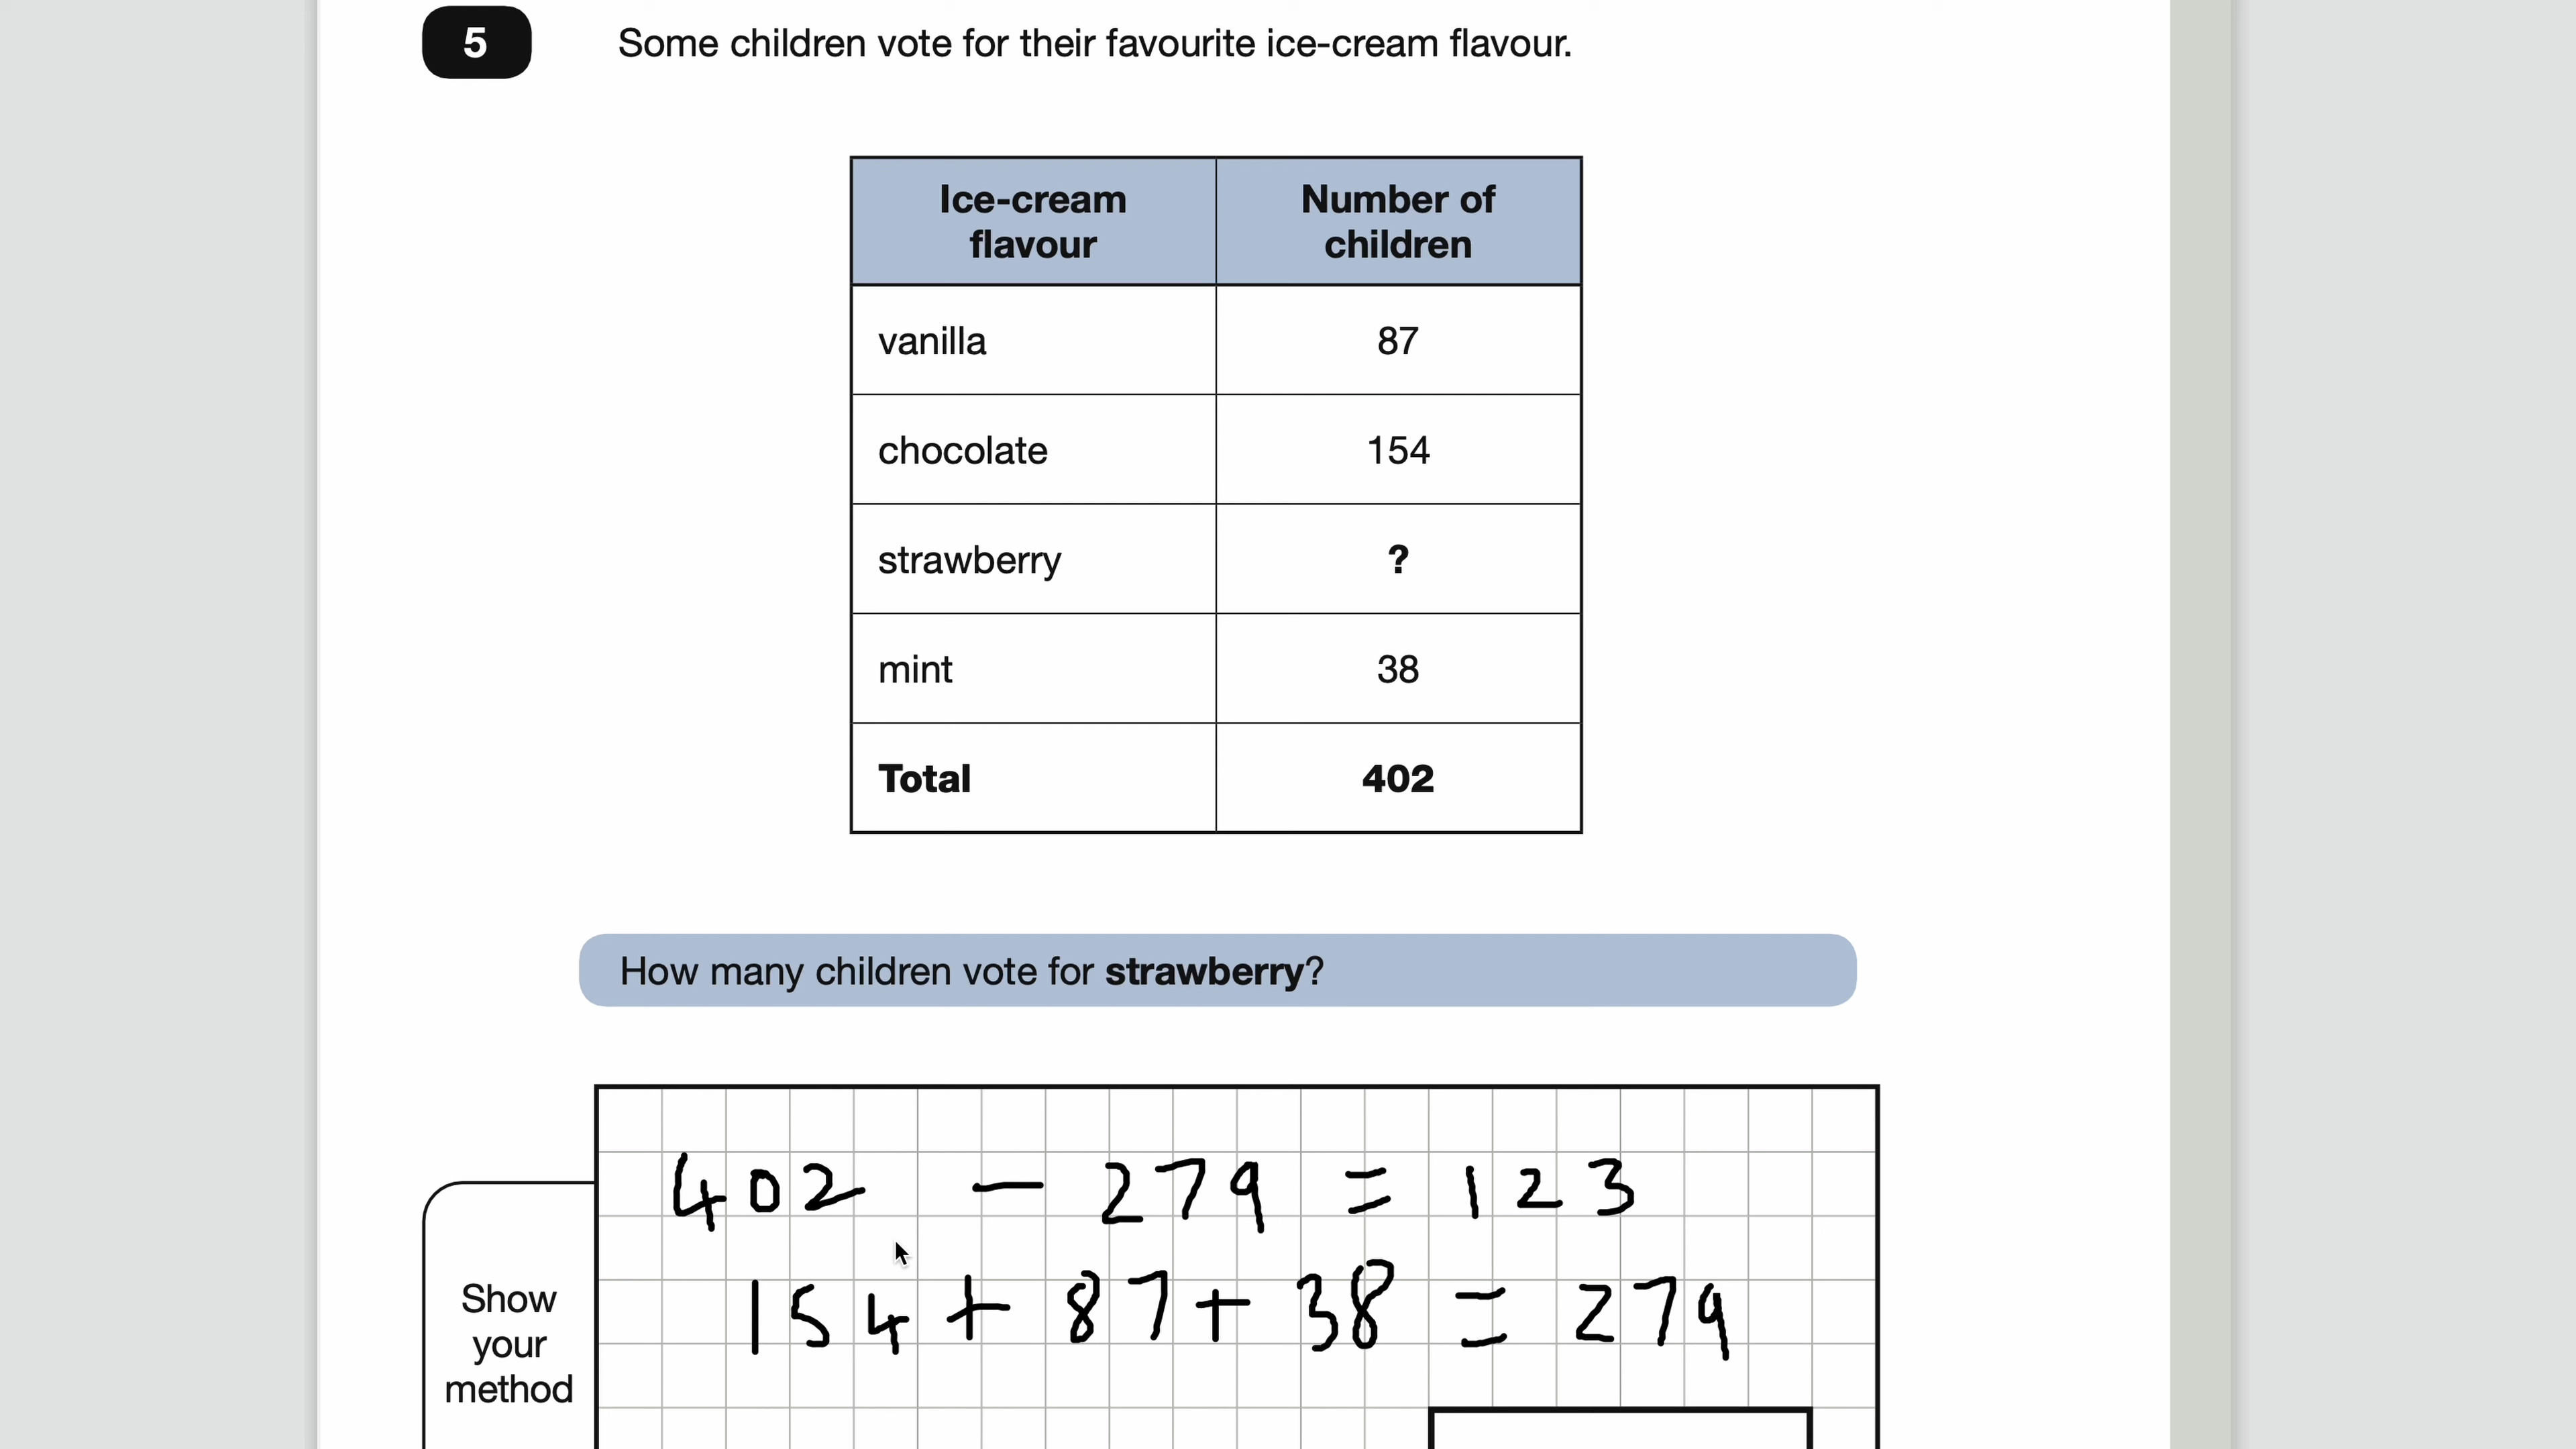 5 Some children vote for their favourite ice-cream flavour.
Ice-cream flavour Number of children
vanilla 87
chocolate 154
strawberry ?
mint 38
Total 402
How many children vote for strawberry?
402 - 279 = 123
154 + 87 + 38 = 279
Show
your
method